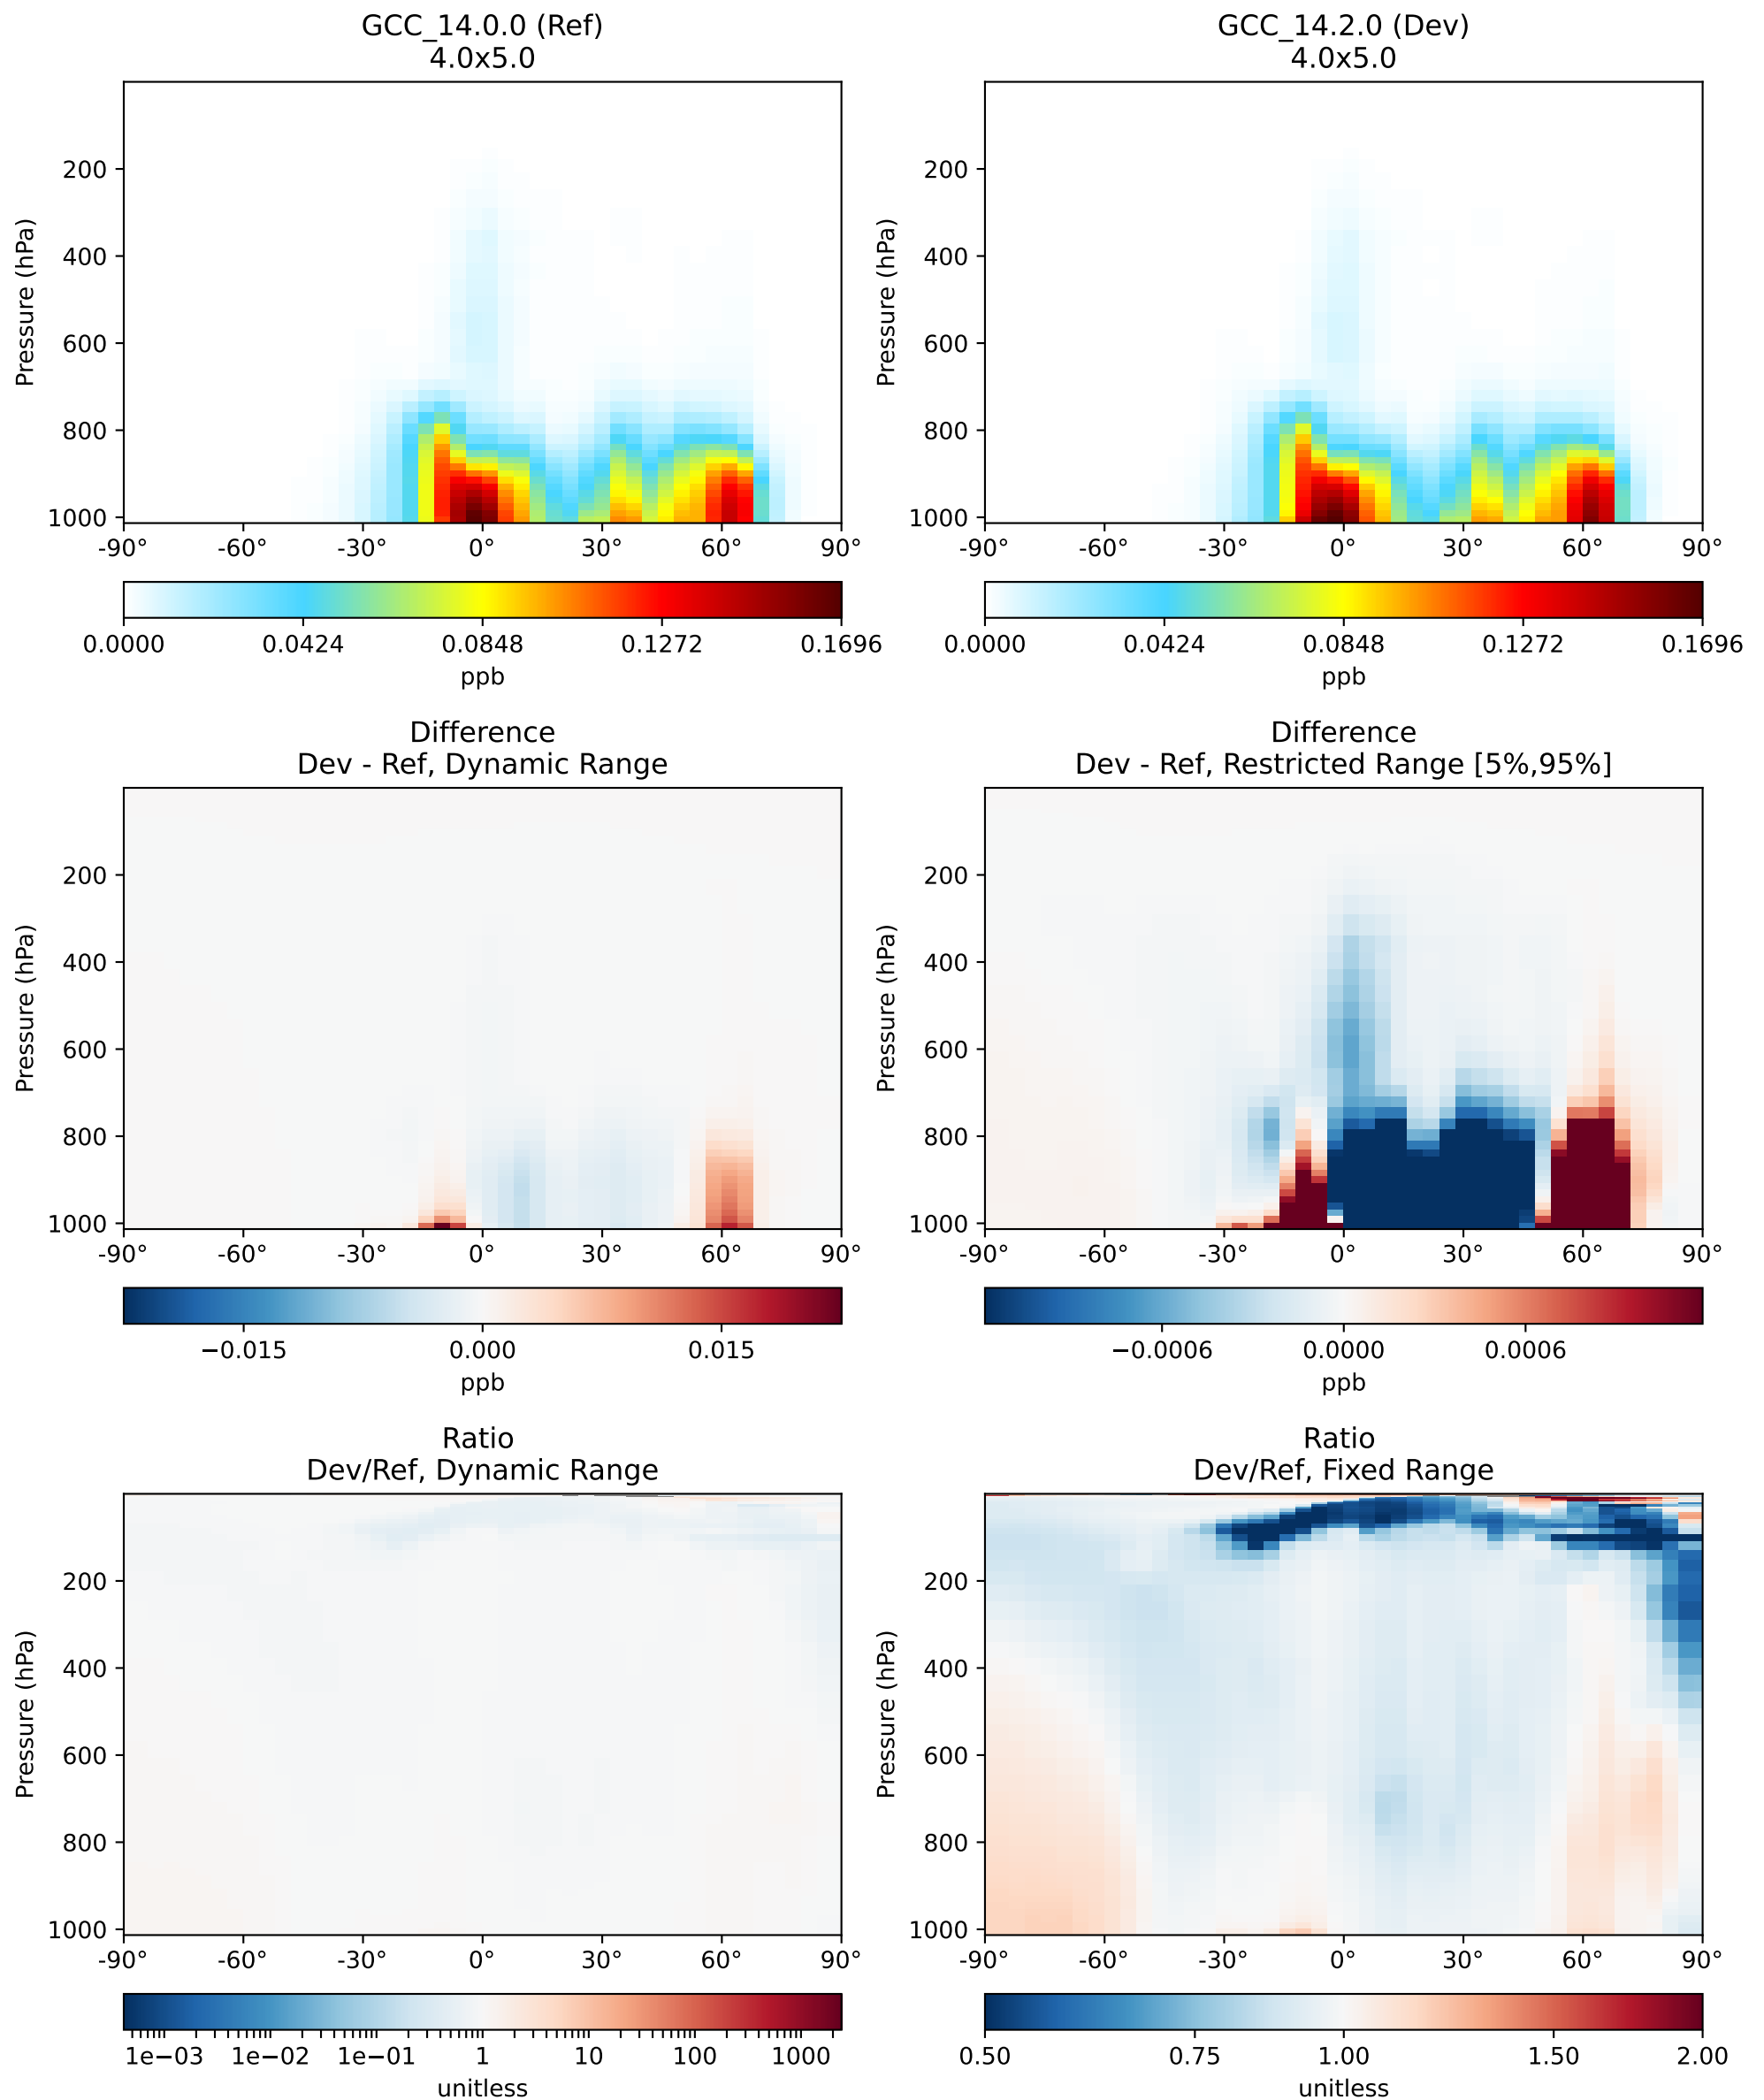 GCC_14.0.0 (Ref)
4.0x5.0
Pressure (hPa)
200
400
600
800
1000
-90° -60° -30° 0° 30° 60° 90°
0.0000 0.0424 0.0848 0.1272 0.1696
ppb
GCC_14.2.0 (Dev)
4.0x5.0
Pressure (hPa)
200
400
600
800
1000
-90° -60° -30° 0° 30° 60° 90°
0.0000 0.0424 0.0848 0.1272 0.1696
ppb
Difference
Dev - Ref, Dynamic Range
Pressure (hPa)
200
400
600
800
1000
-90° -60° -30° 0° 30° 60° 90°
−0.015 0.000 0.015
ppb
Difference
Dev - Ref, Restricted Range [5%,95%]
Pressure (hPa)
200
400
600
800
1000
-90° -60° -30° 0° 30° 60° 90°
−0.0006 0.0000 0.0006
ppb
Ratio
Dev/Ref, Dynamic Range
Pressure (hPa)
200
400
600
800
1000
-90° -60° -30° 0° 30° 60° 90°
1e−03 1e−02 1e−01 1 10 100 1000
unitless
Ratio
Dev/Ref, Fixed Range
Pressure (hPa)
200
400
600
800
1000
-90° -60° -30° 0° 30° 60° 90°
0.50 0.75 1.00 1.50 2.00
unitless